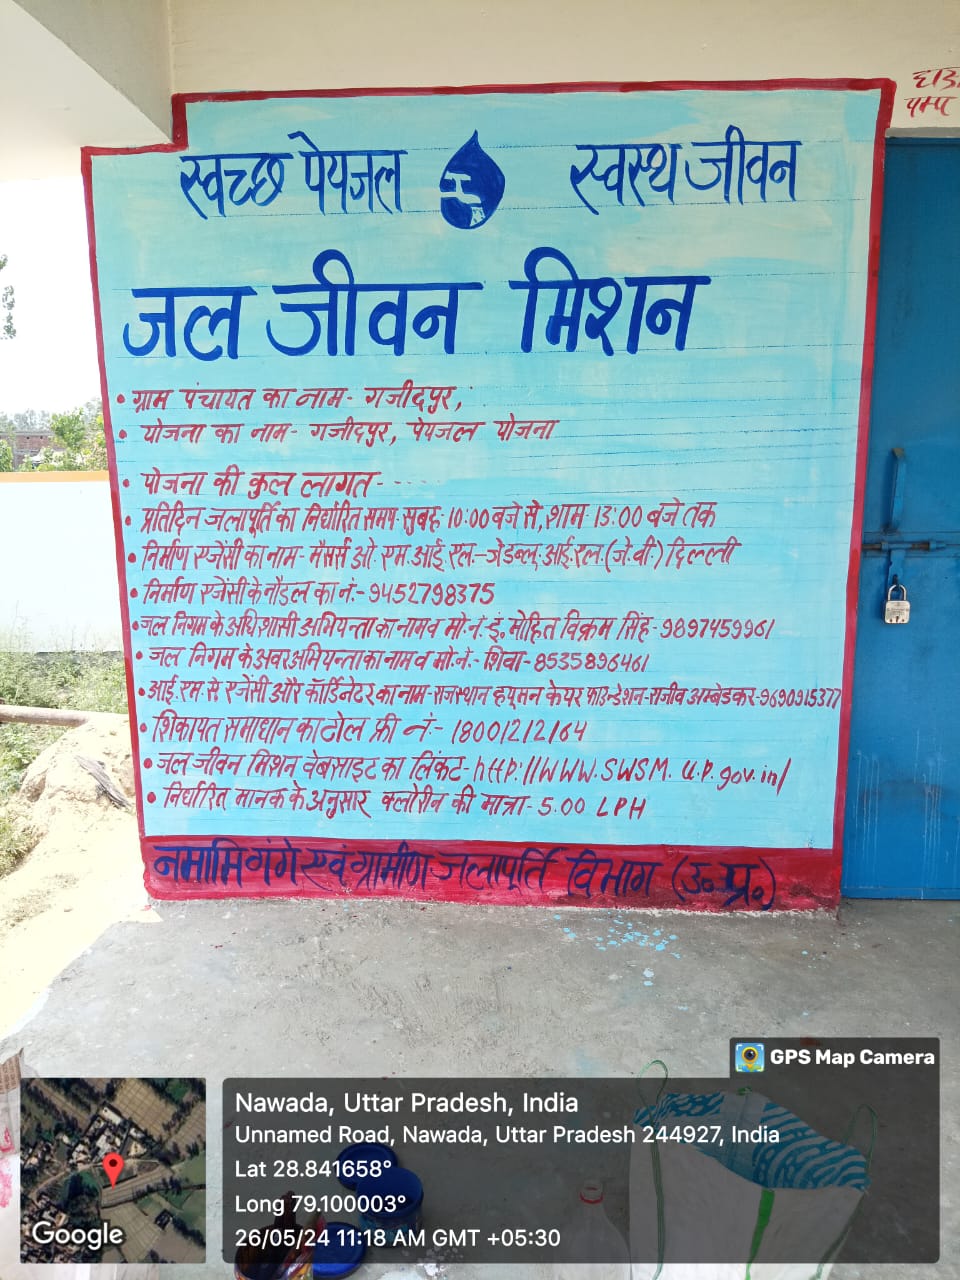 हाउ
पम्प
स्वच्छ पेयजल स्वस्थ जीवन
जल जीवन मिशन
• ग्राम पंचायत का नाम- गजीदपुर,
• योजना का नाम- गजीदपुर, पेयजल योजना
• योजना की कुल लागत- - - - -
• प्रतिदिन जलापूर्ति का निर्धारित समय सुबह 10:00 बजे से, शाम 13:00 बजे तक
• निर्माण एजेंसी का नाम- मैसर्स ओ. एम. आई. एल.- जेडब्लू. आई. एल. (जे. वी.) दिल्ली
• निर्माण एजेंसी के नौडल का नं.- 9452798375
• जल निगम के अधिशासी अभियन्ता का नाम व मो. नं. इं. मोहित विक्रम सिंह- 9897459961
• जल निगम के अवर अभियन्ता का नाम व मो. नं.- शिवा- 8535896461
• आई. एम. से एजेंसी और कॉर्डिनेटर का नाम- राजस्थान हयूमन केयर फाउन्डेशन- राजीव अम्बेडकर- 9690915377
• शिकायत समाधान का टोल फ्री नं:- 18001212164
• जल जीवन मिशन वेबसाइट का लिंकट- http://WWW.SWSM.U.P.gov.in/
• निर्धारित मानक के अनुसार क्लोरीन की मात्रा- 5.00 LPH
नमामि गंगे एवं ग्रामीण जलापूर्ति विभाग (उ०प्र०)
GPS Map Camera
Nawada, Uttar Pradesh, India
Unnamed Road, Nawada, Uttar Pradesh 244927, India
Lat 28.841658°
Long 79.100003°
26/05/24 11:18 AM GMT +05:30
Google